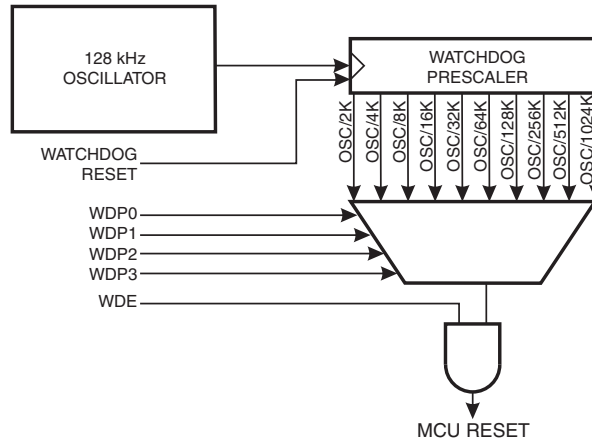 128 kHz
OSCILLATOR
WATCHDOG
PRESCALER
OSC/2K
OSC/4K
OSC/8K
OSC/16K
OSC/32K
OSC/64K
OSC/128K
OSC/256K
OSC/512K
OSC/1024K
WATCHDOG
RESET
WDP0
WDP1
WDP2
WDP3
WDE
MCU RESET